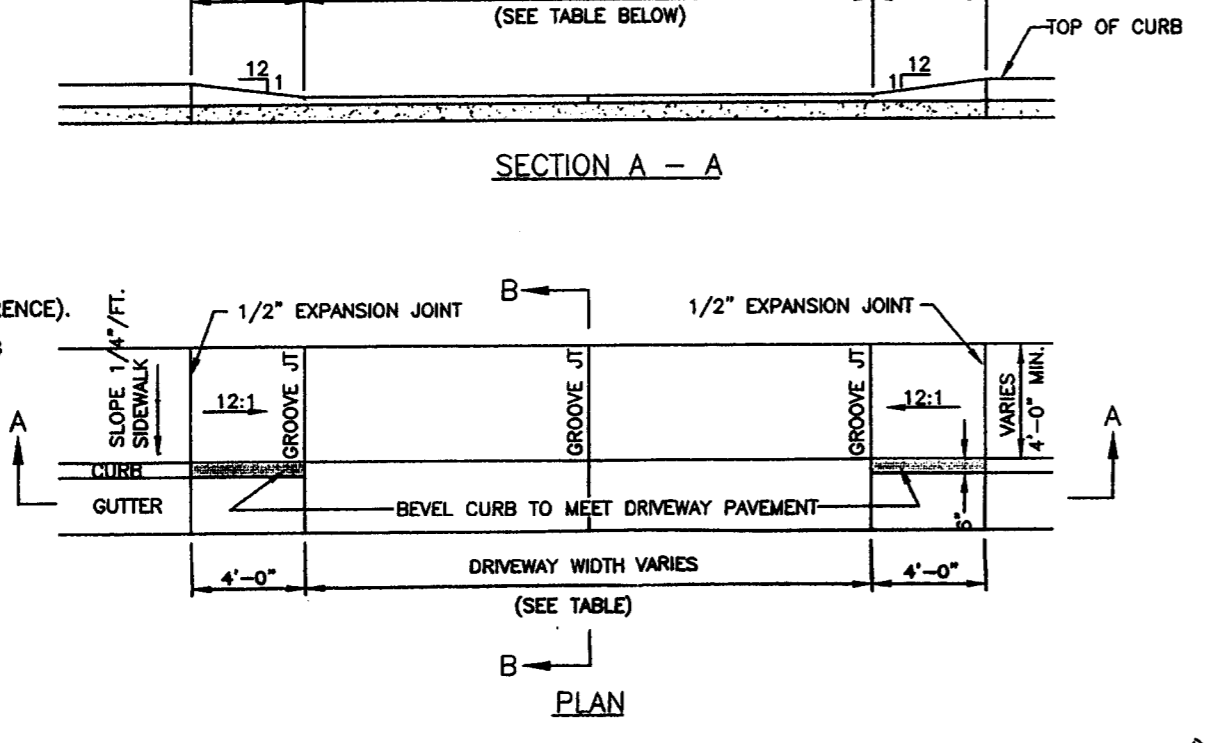 (SEE TABLE BELOW)
TOP OF CURB
12
1
12
1
SECTION A – A
RENCE).
SLOPE 1/4"/FT.
SIDEWALK
1/2" EXPANSION JOINT
B
1/2" EXPANSION JOINT
A
12:1
GROOVE JT
GROOVE JT
GROOVE JT
12:1
VARIES
4'-0" MIN.
A
CURB
GUTTER
BEVEL CURB TO MEET DRIVEWAY PAVEMENT
6"
4'-0"
DRIVEWAY WIDTH VARIES
4'-0"
(SEE TABLE)
B
PLAN